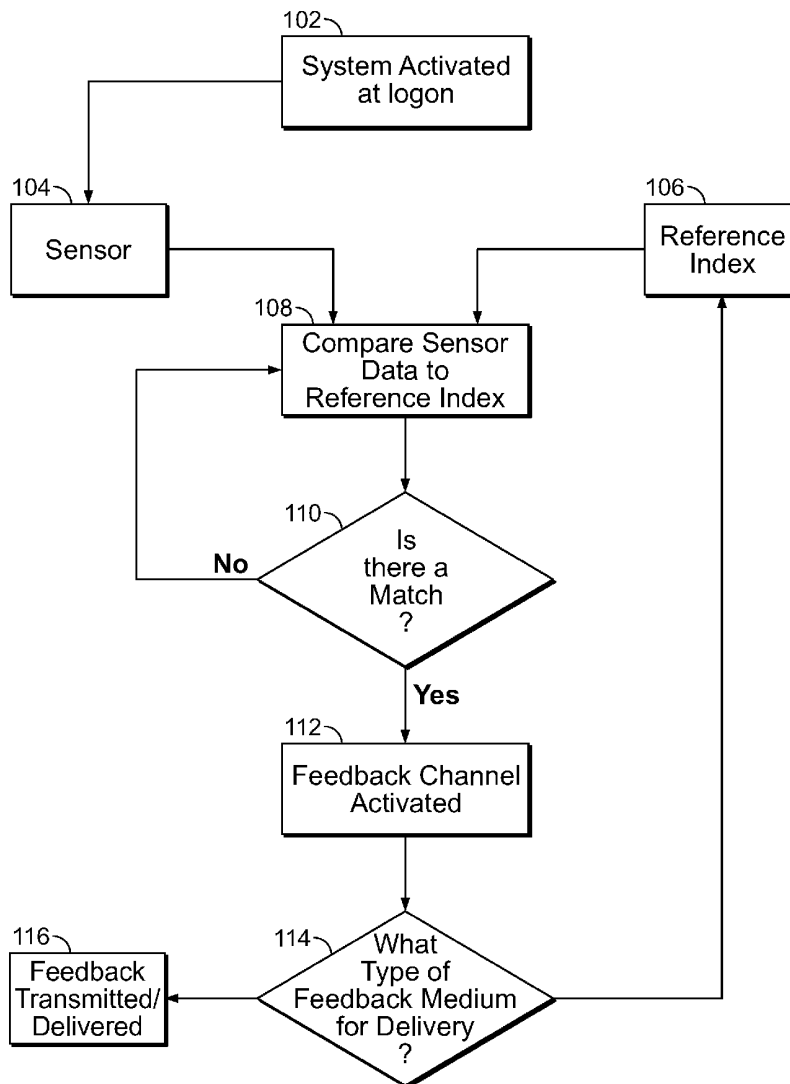 102
System Activated
at logon
104
Sensor
106
Reference
Index
108
Compare Sensor
Data to
Reference Index
110
Is
there a
Match
?
No
Yes
112
Feedback Channel
Activated
114
What
Type of
Feedback Medium
for Delivery
?
116
Feedback
Transmitted/
Delivered